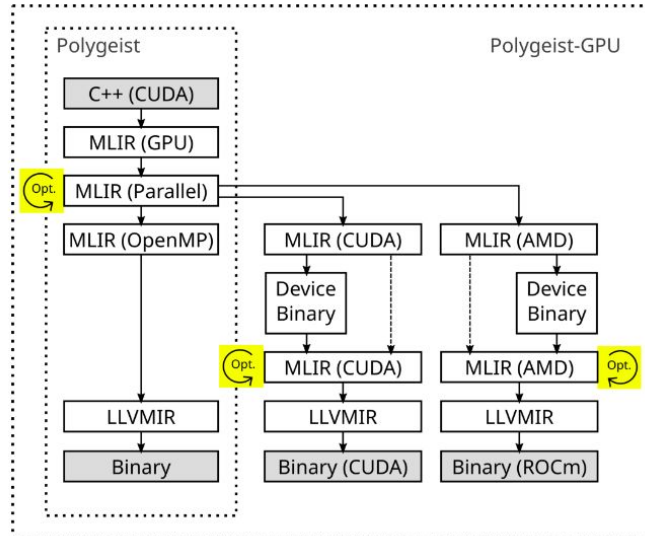 Polygeist
Polygeist-GPU
C++ (CUDA)
MLIR (GPU)
Opt.
MLIR (Parallel)
MLIR (OpenMP)
MLIR (CUDA)
MLIR (AMD)
Device
Binary
Device
Binary
Opt.
MLIR (CUDA)
MLIR (AMD)
Opt.
LLVMIR
LLVMIR
LLVMIR
Binary
Binary (CUDA)
Binary (ROCm)